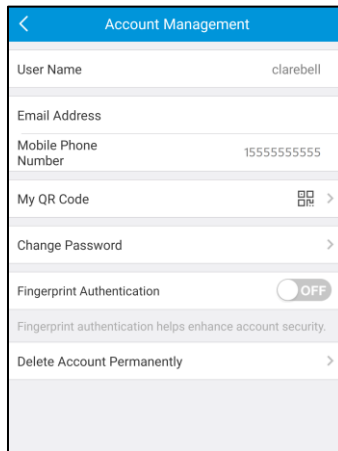 Account Management
User Name clarebell
Email Address
Mobile Phone
Number 15555555555
My QR Code
Change Password
Fingerprint Authentication OFF
Fingerprint authentication helps enhance account security.
Delete Account Permanently